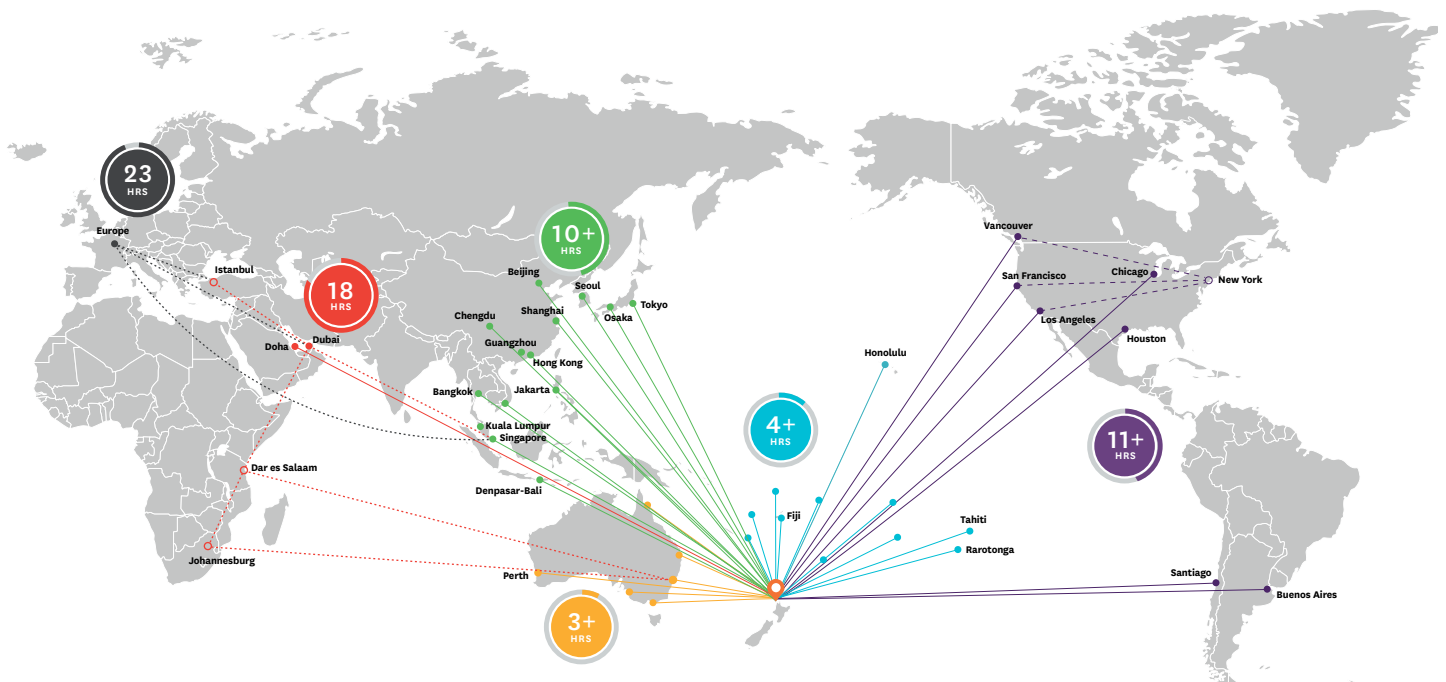 23
HRS
Europe
Istanbul
18
HRS
Doha
Dubai
Dar es Salaam
Johannesburg
10+
HRS
Beijing
Seoul
Tokyo
Osaka
Shanghai
Chengdu
Guangzhou
Hong Kong
Jakarta
Bangkok
Kuala Lumpur
Singapore
Denpasar-Bali
Perth
3+
HRS
4+
HRS
Honolulu
Fiji
Tahiti
Rarotonga
Vancouver
San Francisco
Chicago
New York
Los Angeles
Houston
11+
HRS
Santiago
Buenos Aires